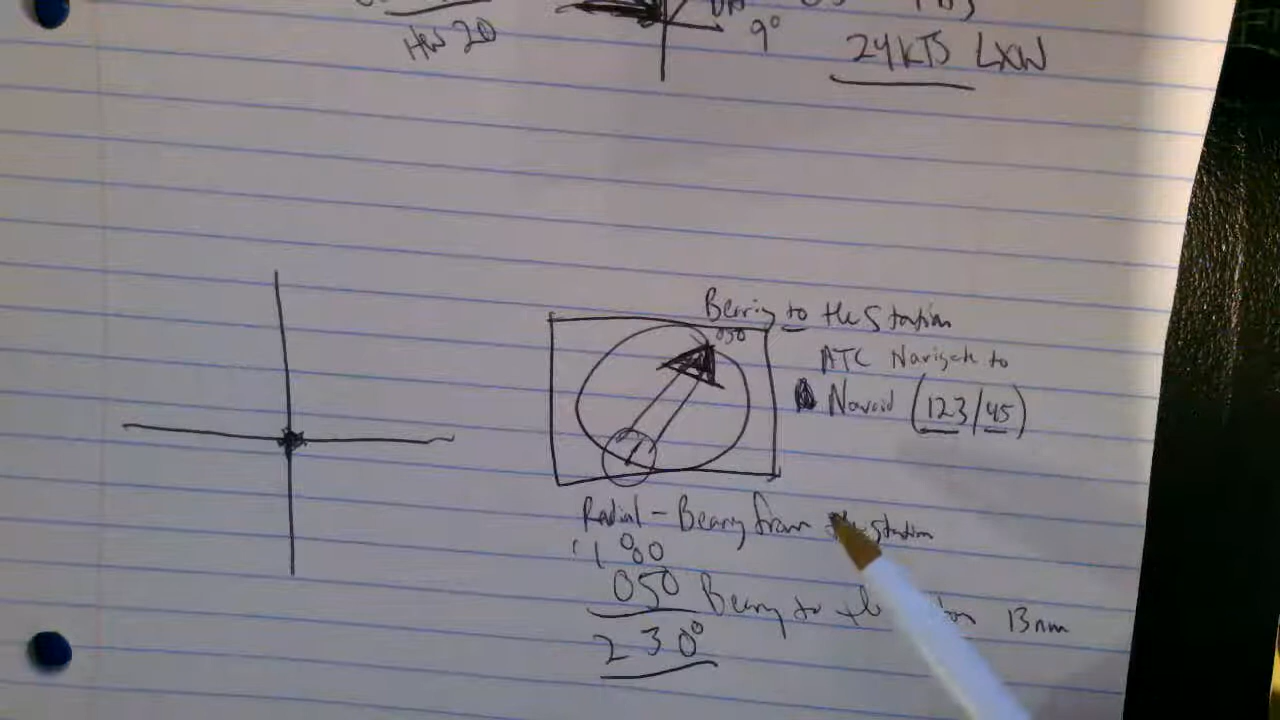 HW 20
9°
24KTS LXW
Bearing to the Station
050
ATC Navigate to
Navaid (123/45)
Radial - Bearing from the station
180
050 Bearing to the 13nm
230°